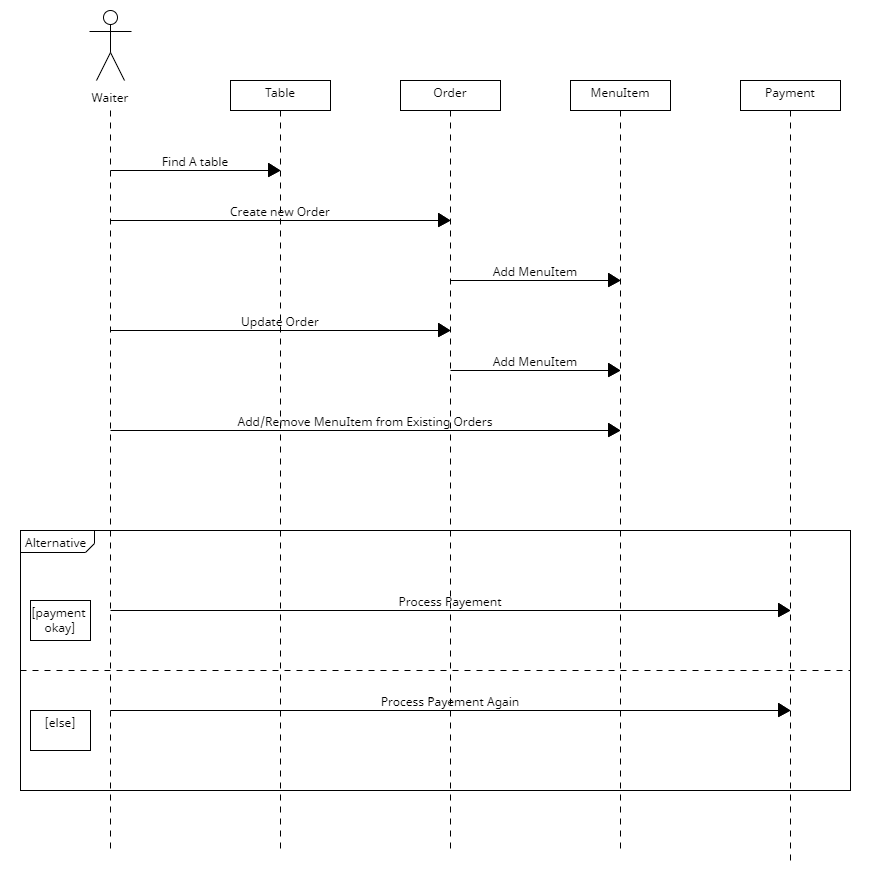 Waiter
Table
Order
MenuItem
Payment
Find A table
Create new Order
Add MenuItem
Update Order
Add MenuItem
Add/Remove MenuItem from Existing Orders
Alternative
[payment
okay]
Process Payement
[else]
Process Payement Again